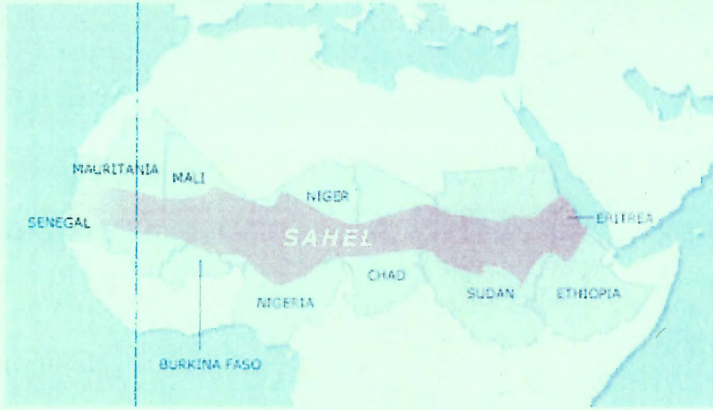 MAURITANIA
MALI
NIGER
SENEGAL
SAHEL
ERITREA
CHAD
NIGERIA
SUDAN
ETHIOPIA
BURKINA FASO